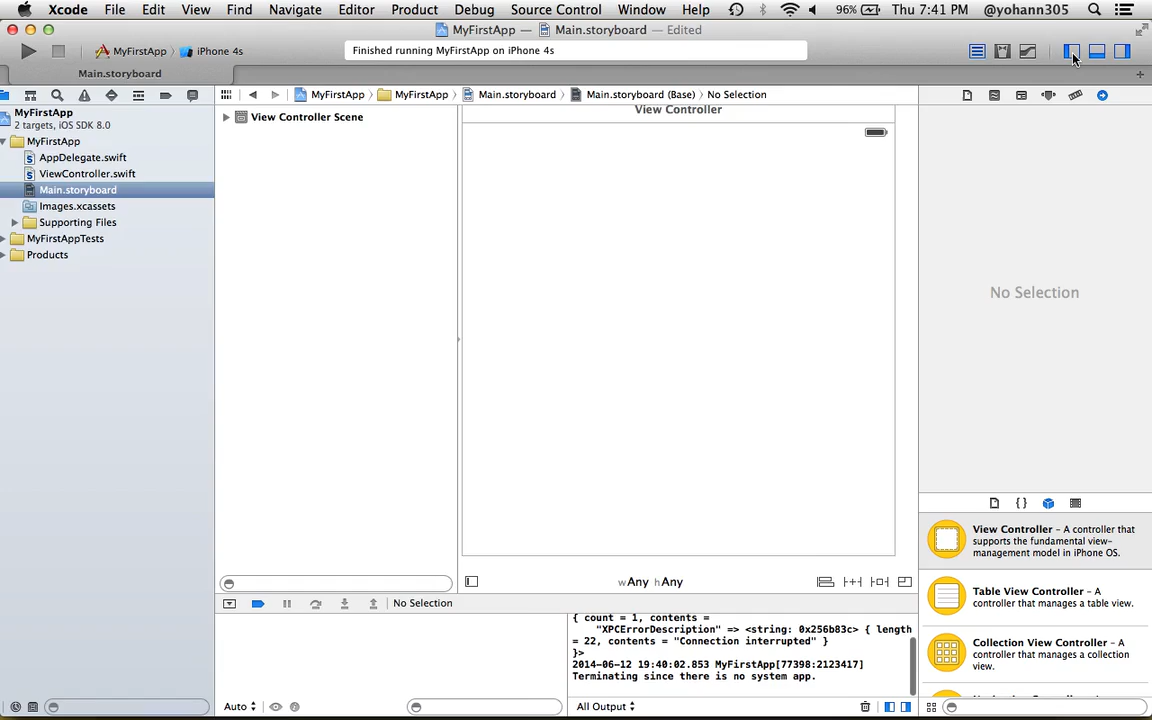 Xcode File Edit View Find Navigate Editor Product Debug Source Control Window Help 96% Thu 7:41 PM @yohann305
MyFirstApp — Main.storyboard — Edited
MyFirstApp iPhone 4s Finished running MyFirstApp on iPhone 4s
Main.storyboard
MyFirstApp MyFirstApp Main.storyboard Main.storyboard (Base) No Selection
MyFirstApp
2 targets, iOS SDK 8.0
MyFirstApp
AppDelegate.swift
ViewController.swift
Main.storyboard
Images.xcassets
Supporting Files
MyFirstAppTests
Products
View Controller Scene
View Controller
wAny hAny
No Selection
{ count = 1, contents =
"XPCErrorDescription" => <string: 0x256b83c> { length
= 22, contents = "Connection interrupted" }
}>
2014-06-12 19:40:02.853 MyFirstApp[77398:2123417]
Terminating since there is no system app.
Auto
All Output
No Selection
{ }
View Controller – A controller that
supports the fundamental view-
management model in iPhone OS.
Table View Controller – A
controller that manages a table view.
Collection View Controller – A
controller that manages a collection
view.